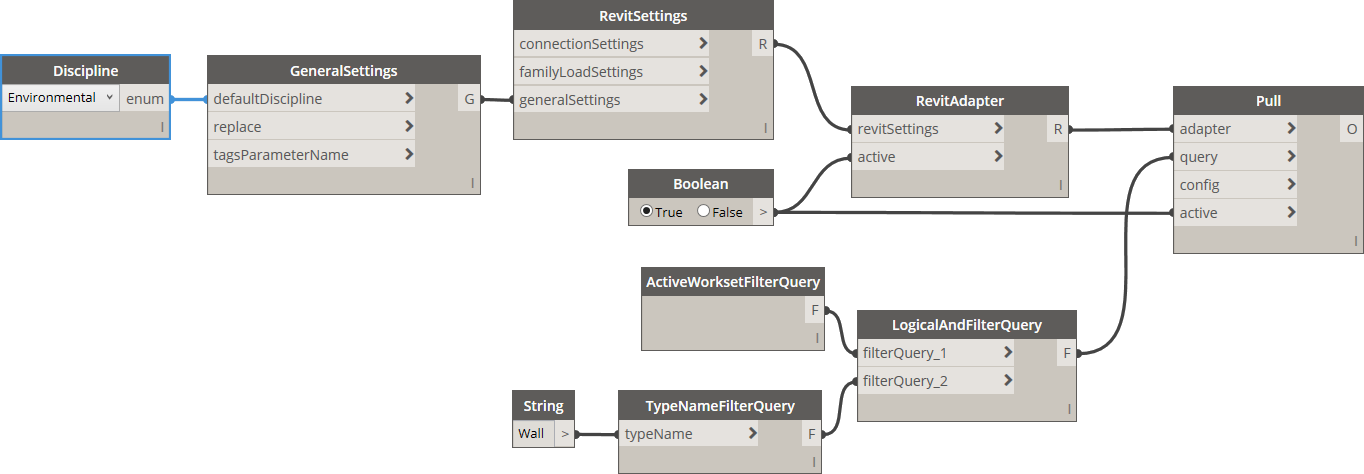 Discipline
Environmental enum
I
GeneralSettings
defaultDiscipline G
replace
tagsParameterName
I
RevitSettings
connectionSettings R
familyLoadSettings
generalSettings
I
Boolean
True False >
RevitAdapter
revitSettings R
active
I
Pull
adapter O
query
config
active
I
ActiveWorksetFilterQuery
F
I
String
Wall >
TypeNameFilterQuery
typeName F
I
LogicalAndFilterQuery
filterQuery_1 F
filterQuery_2
I